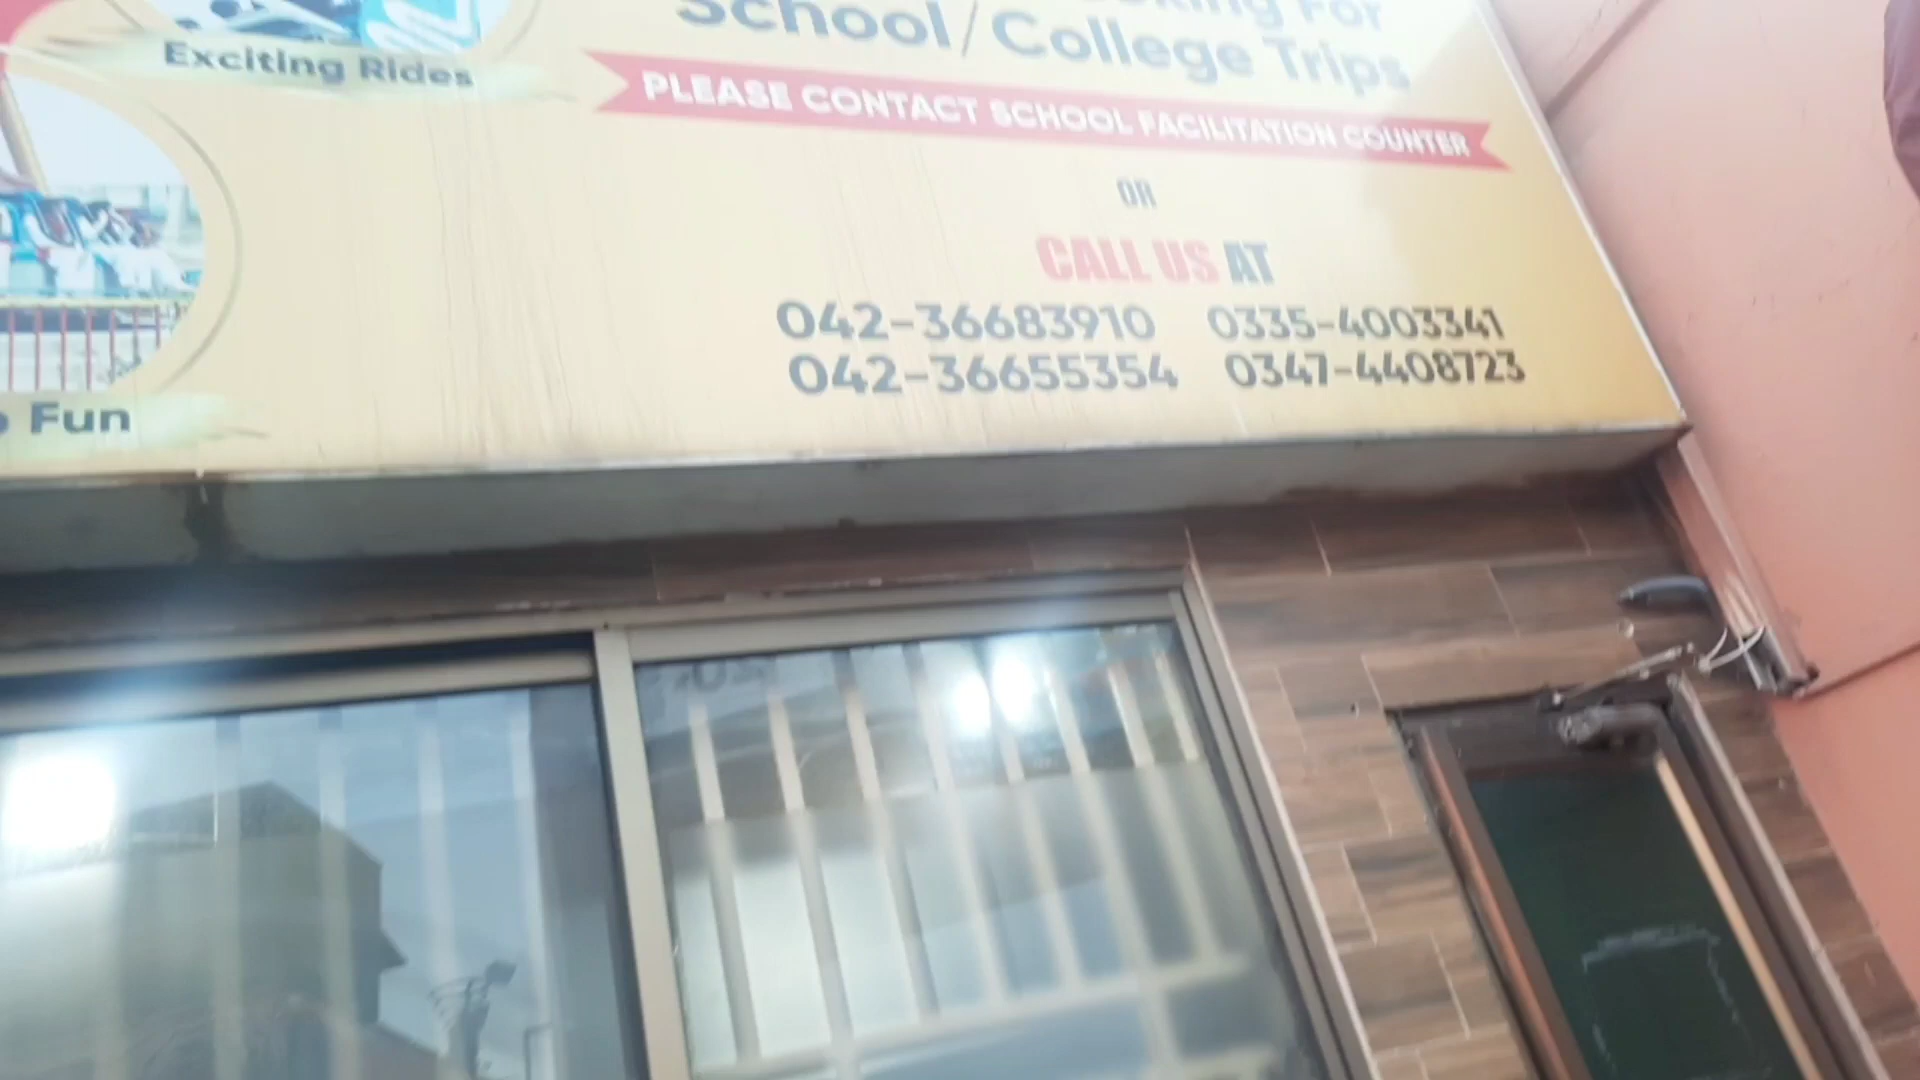 Exciting Rides
Fun
For
School/College Trips
PLEASE CONTACT SCHOOL FACILITATION COUNTER
OR
CALL US AT
042-36683910 0335-4003341
042-36655354 0347-4408723